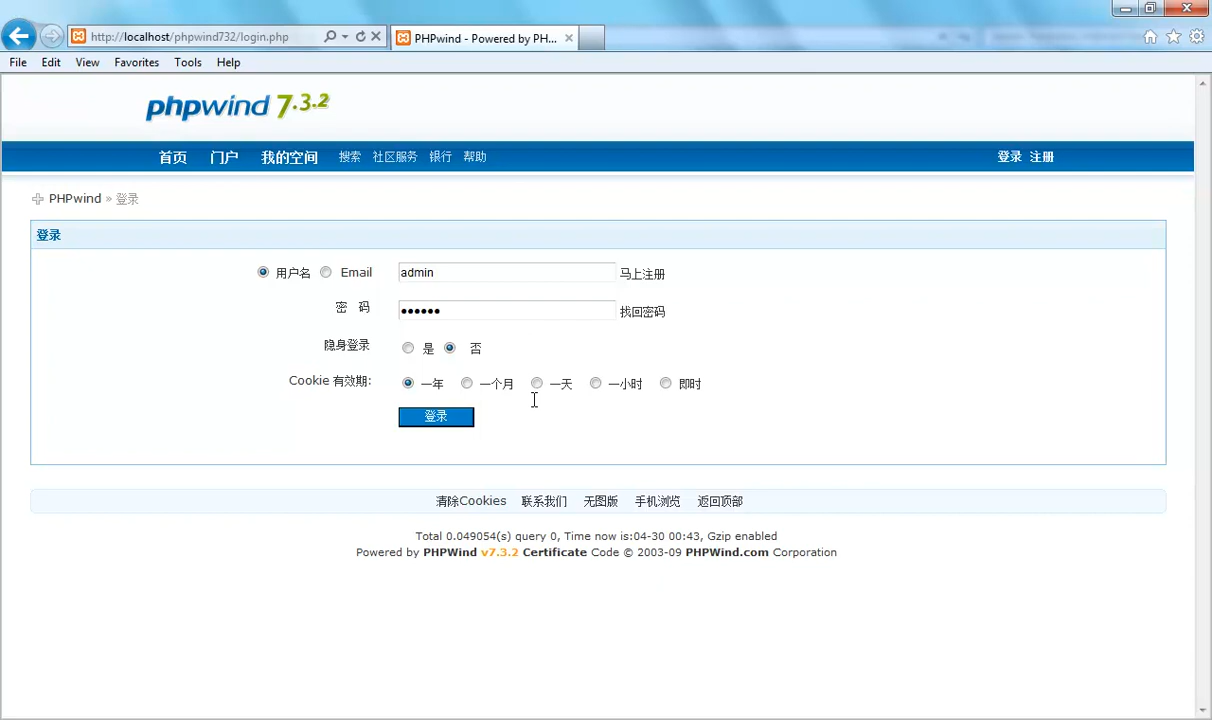 http://localhost/phpwind732/login.php
PHPwind - Powered by PH...
File Edit View Favorites Tools Help
phpwind 7.3.2
首页 门户 我的空间 搜索 社区服务 银行 帮助 登录 注册
PHPwind » 登录
登录
用户名 Email admin 马上注册
密 码 •••••• 找回密码
隐身登录 是 否
Cookie 有效期: 一年 一个月 一天 一小时 即时
登录
清除Cookies 联系我们 无图版 手机浏览 返回顶部
Total 0.049054(s) query 0, Time now is:04-30 00:43, Gzip enabled
Powered by PHPWind v7.3.2 Certificate Code © 2003-09 PHPWind.com Corporation